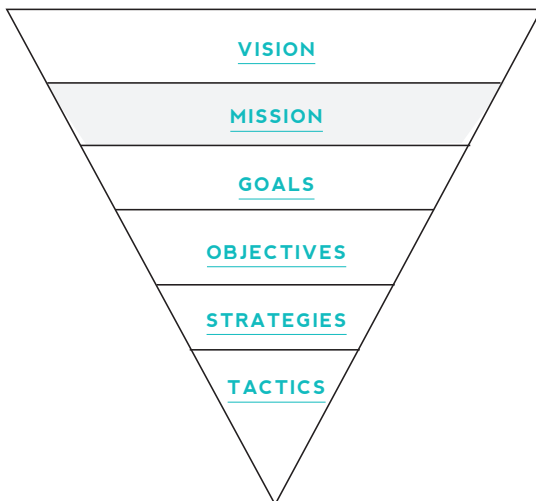 VISION
MISSION
GOALS
OBJECTIVES
STRATEGIES
TACTICS